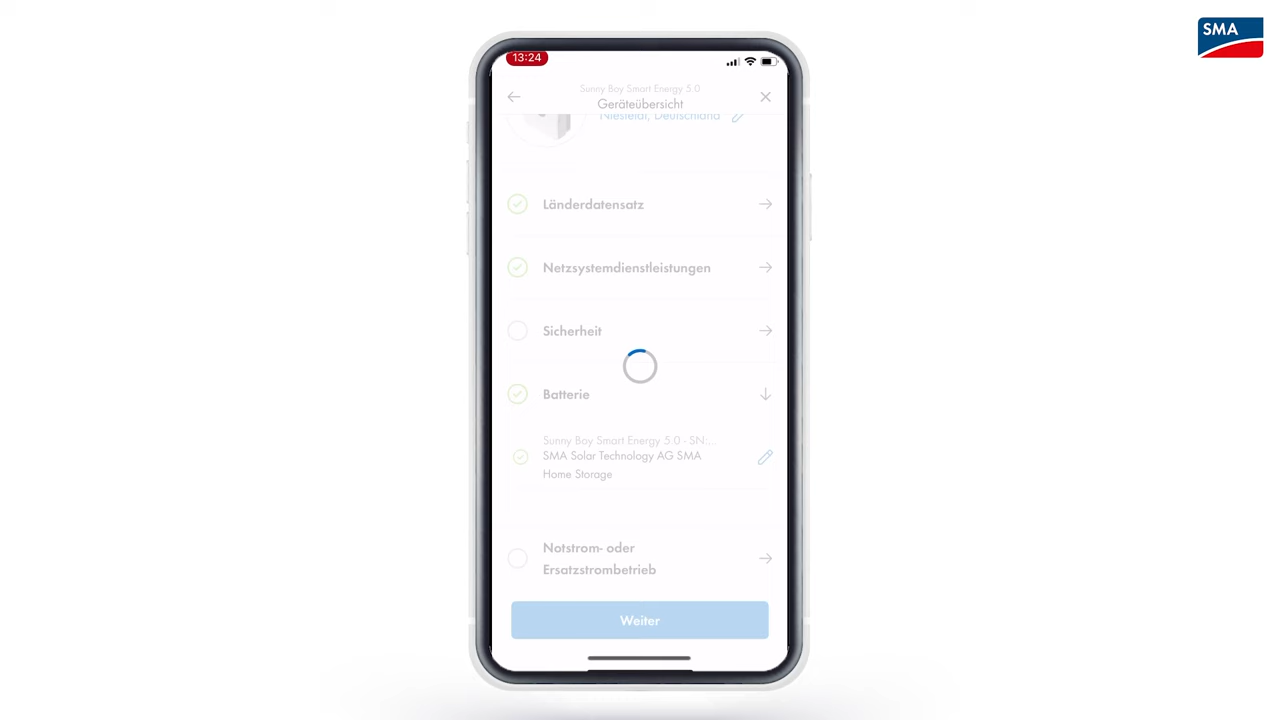 SMA
13:24
Sunny Boy Smart Energy 5.0
Geräteübersicht
Niestetal, Deutschland
Länderdatensatz
Netzsystemdienstleistungen
Sicherheit
Batterie
Sunny Boy Smart Energy 5.0 - SN:...
SMA Solar Technology AG SMA
Home Storage
Notstrom- oder
Ersatzstrombetrieb
Weiter